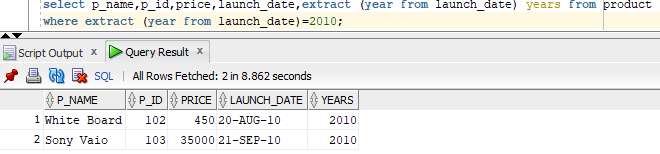 select p_name,p_id,price,launch_date,extract (year from launch_date) years from product
where extract (year from launch_date)=2010;
Script Output × Query Result ×
SQL | All Rows Fetched: 2 in 8.862 seconds
P_NAME P_ID PRICE LAUNCH_DATE YEARS
1 White Board 102 450 20-AUG-10 2010
2 Sony Vaio 103 35000 21-SEP-10 2010